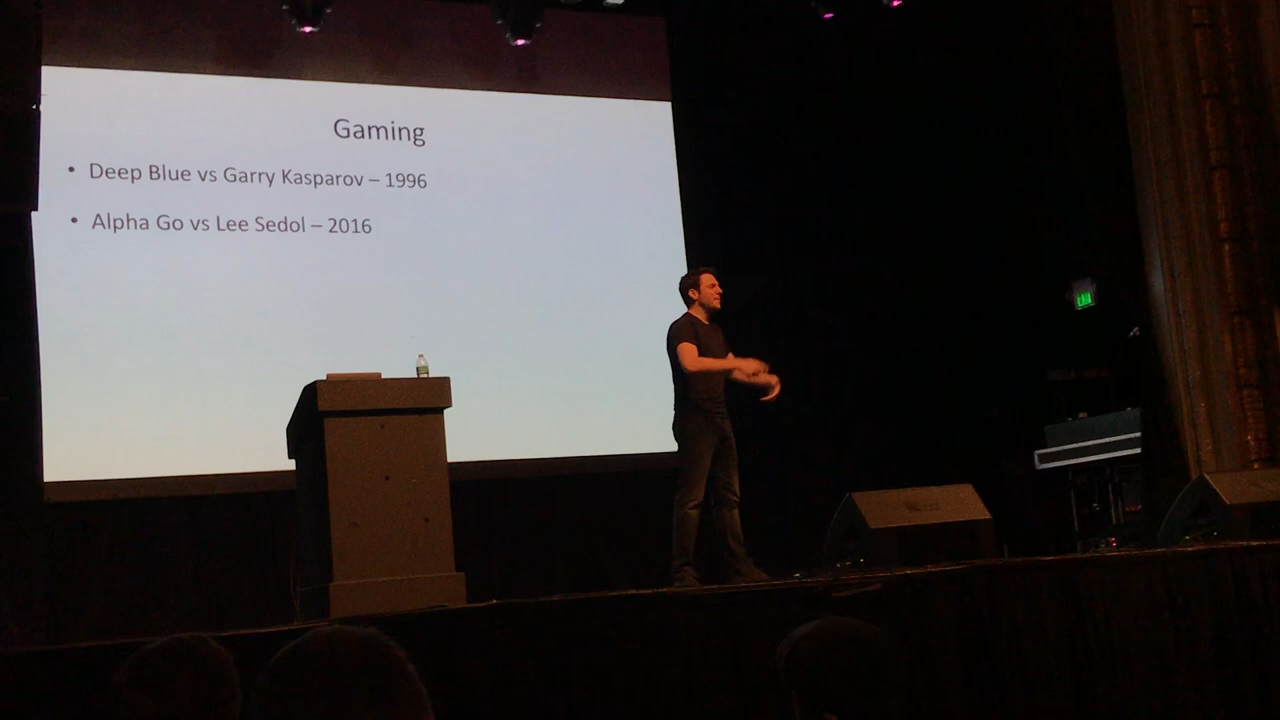 Gaming
• Deep Blue vs Garry Kasparov – 1996
• Alpha Go vs Lee Sedol – 2016